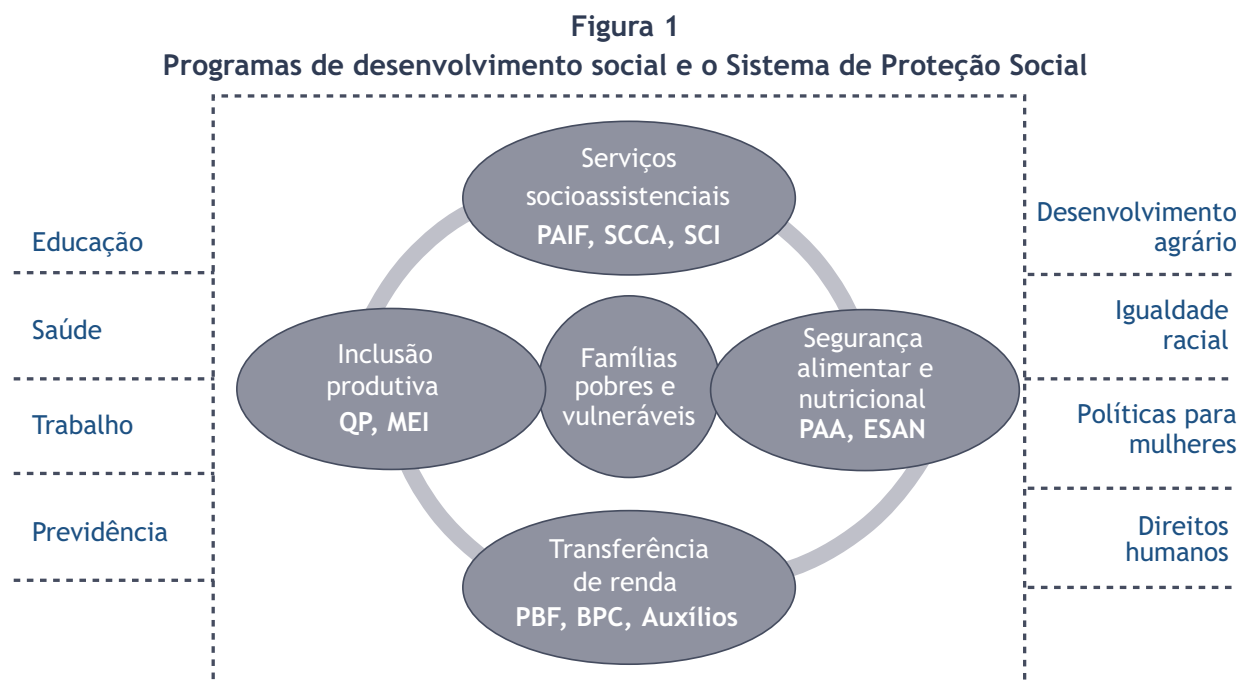 Figura 1
Programas de desenvolvimento social e o Sistema de Proteção Social
Educação
Saúde
Trabalho
Previdência
Serviços
socioassistenciais
PAIF, SCCA, SCI
Inclusão
produtiva
QP, MEI
Famílias
pobres e
vulneráveis
Segurança
alimentar e
nutricional
PAA, ESAN
Transferência
de renda
PBF, BPC, Auxílios
Desenvolvimento
agrário
Igualdade
racial
Políticas para
mulheres
Direitos
humanos